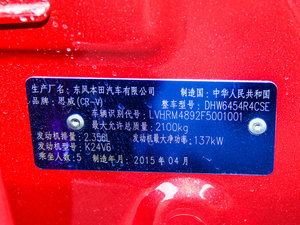 生产厂名：东风本田汽车有限公司 制造国：中华人民共和国
品牌：思威(CR-V) 整车型号：DHW6454R4CSE
车辆识别代号：LVHRM4892F5001001
最大允许总质量：2100kg
发动机排量：2.356L 发动机最大净功率：137kW
发动机型号：K24V6
乘坐人数：5 制造年月：2015年04月